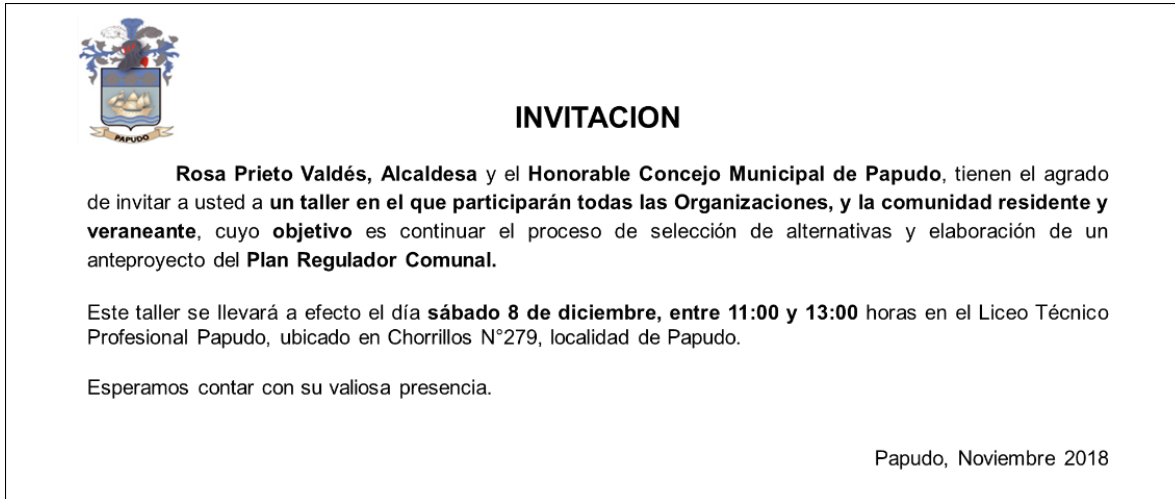 PAPUDO
INVITACION
Rosa Prieto Valdés, Alcaldesa y el Honorable Concejo Municipal de Papudo, tienen el agrado
de invitar a usted a un taller en el que participarán todas las Organizaciones, y la comunidad residente y
veraneante, cuyo objetivo es continuar el proceso de selección de alternativas y elaboración de un
anteproyecto del Plan Regulador Comunal.
Este taller se llevará a efecto el día sábado 8 de diciembre, entre 11:00 y 13:00 horas en el Liceo Técnico
Profesional Papudo, ubicado en Chorrillos N°279, localidad de Papudo.
Esperamos contar con su valiosa presencia.
Papudo, Noviembre 2018